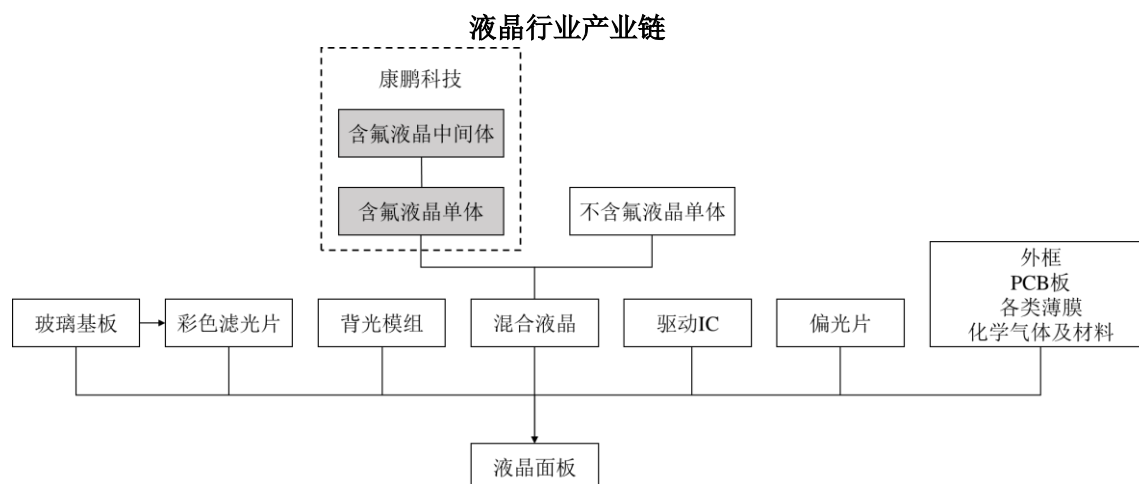 液晶行业产业链
康鹏科技
含氟液晶中间体
含氟液晶单体
不含氟液晶单体
玻璃基板
彩色滤光片
背光模组
混合液晶
驱动IC
偏光片
外框
PCB板
各类薄膜
化学气体及材料
液晶面板